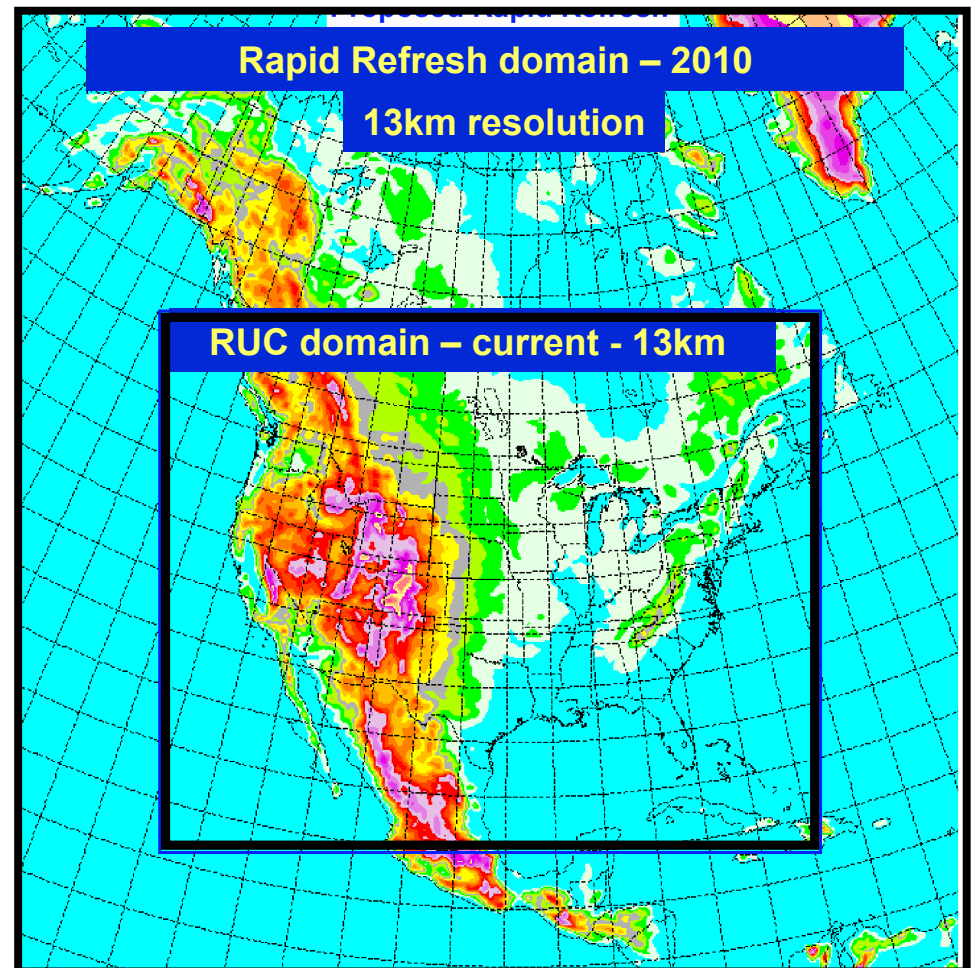 Rapid Refresh domain – 2010
13km resolution
RUC domain – current - 13km